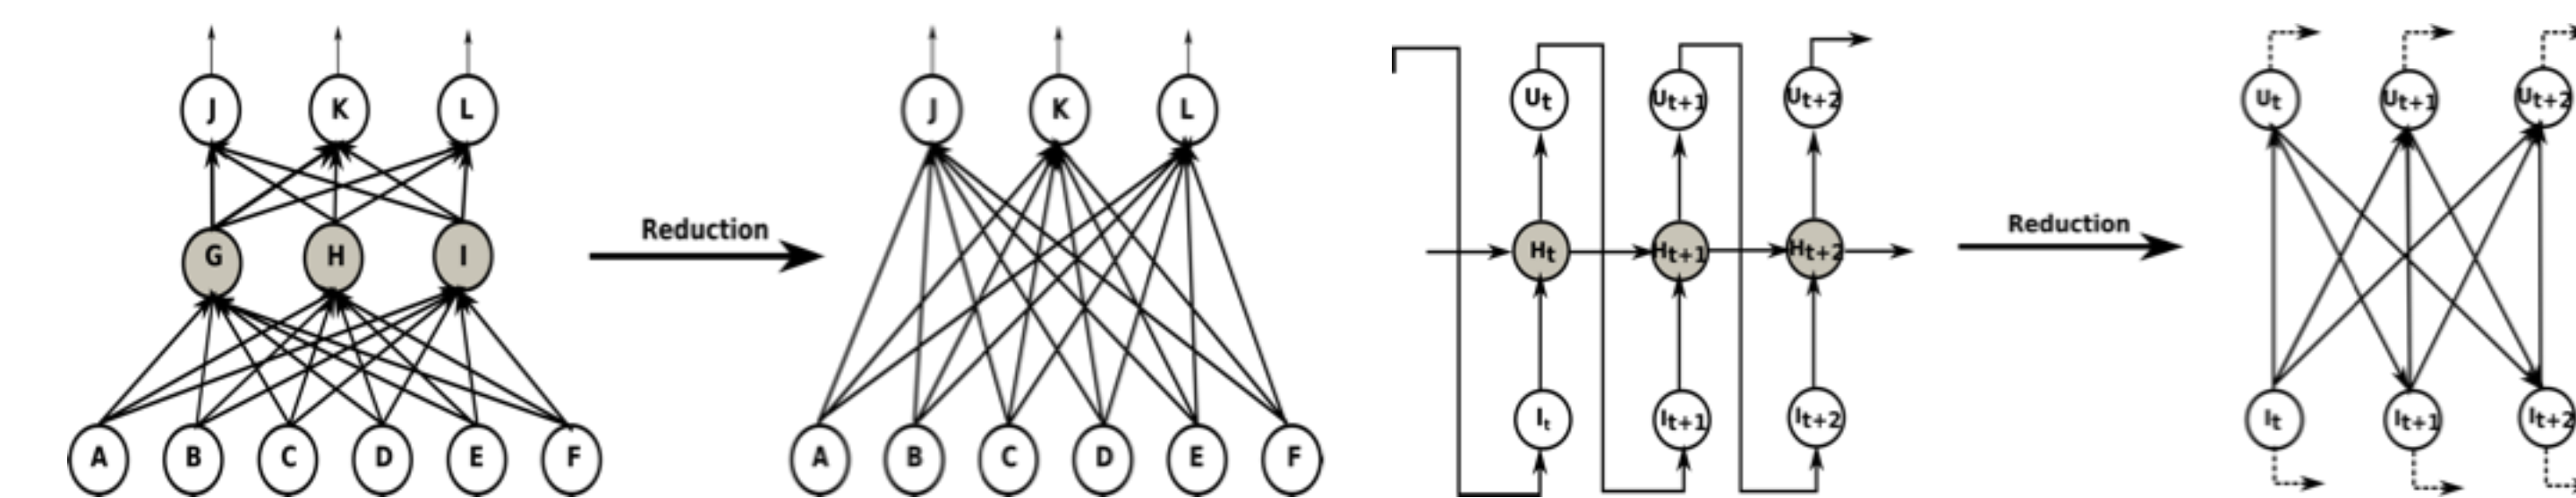 J K L
G H I
A B C D E F
Reduction
J K L
A B C D E F
Ut Ut+1 Ut+2
Ht Ht+1 Ht+2
It It+1 It+2
Reduction
Ut Ut+1 Ut+2
It It+1 It+2